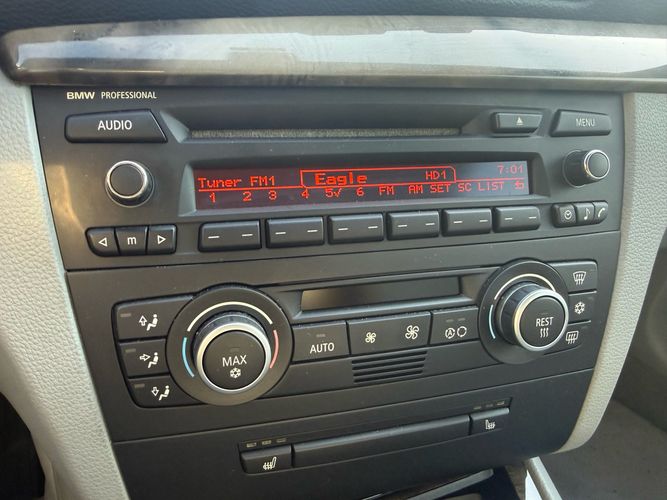 BMW PROFESSIONAL
AUDIO
MENU
Tuner FM1 Eagle HD1 7:01
1 2 3 4 5✓ 6 FM AM SET SC LIST
m
MAX
AUTO
A
REST